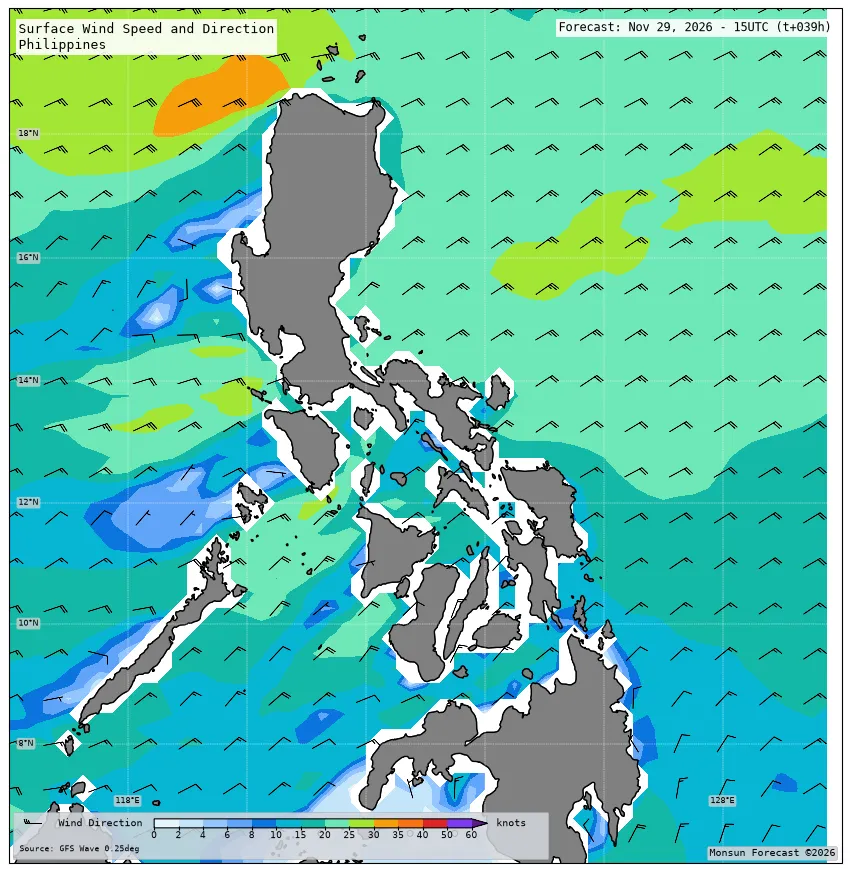 Surface Wind Speed and Direction
Philippines
Forecast: Nov 29, 2026 - 15UTC (t+039h)
18°N
16°N
14°N
12°N
10°N
8°N
118°E
128°E
Wind Direction
0 2 4 6 8 10 15 20 25 30 35 40 50 60
knots
Source: GFS Wave 0.25deg
Monsun Forecast ©2026